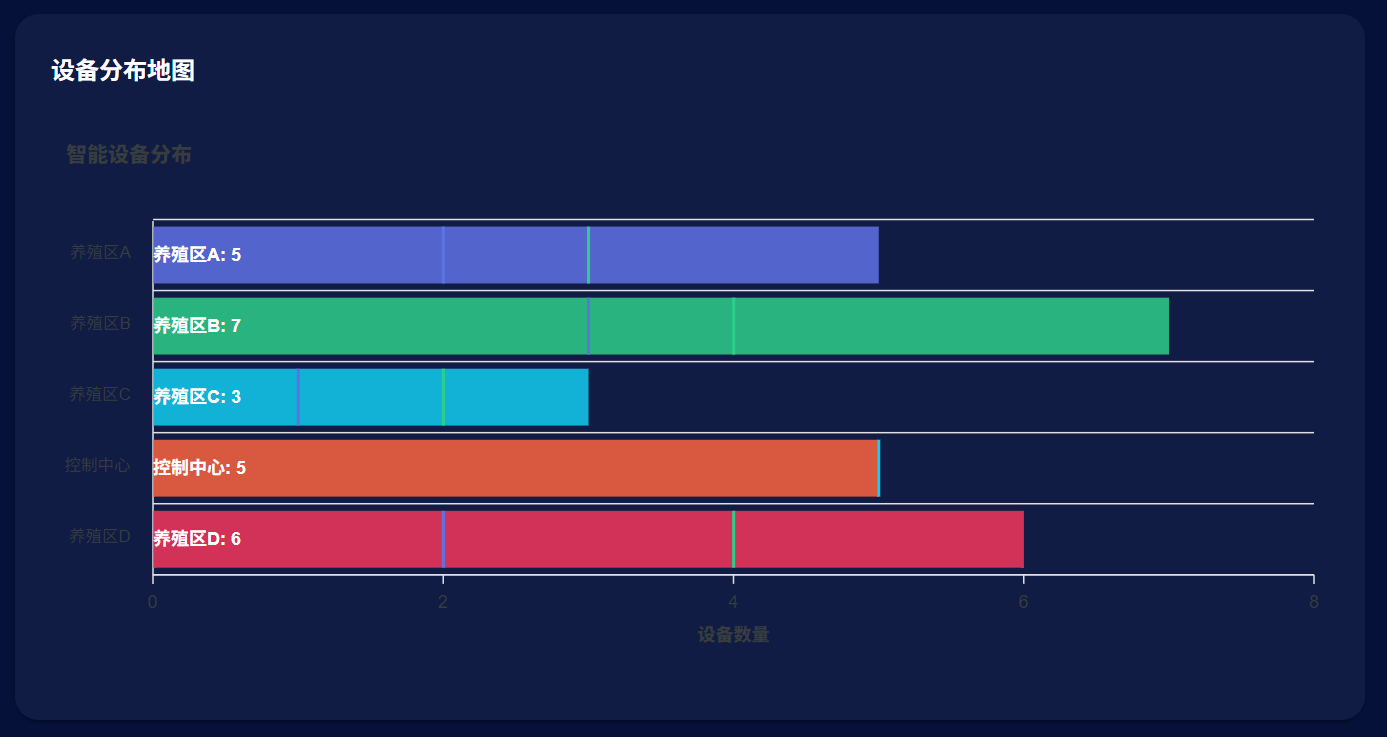 设备分布地图
智能设备分布
养殖区A
养殖区A: 5
养殖区B
养殖区B: 7
养殖区C
养殖区C: 3
控制中心
控制中心: 5
养殖区D
养殖区D: 6
0 2 4 6 8
设备数量